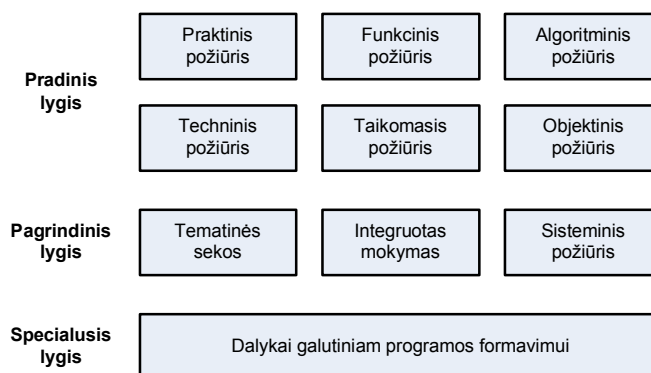 Pradinis
lygis
Praktinis
požiūris
Funkcinis
požiūris
Algoritminis
požiūris
Techninis
požiūris
Taikomasis
požiūris
Objektinis
požiūris
Pagrindinis
lygis
Tematinės
sekos
Integruotas
mokymas
Sisteminis
požiūris
Specialusis
lygis
Dalykai galutiniam programos formavimui